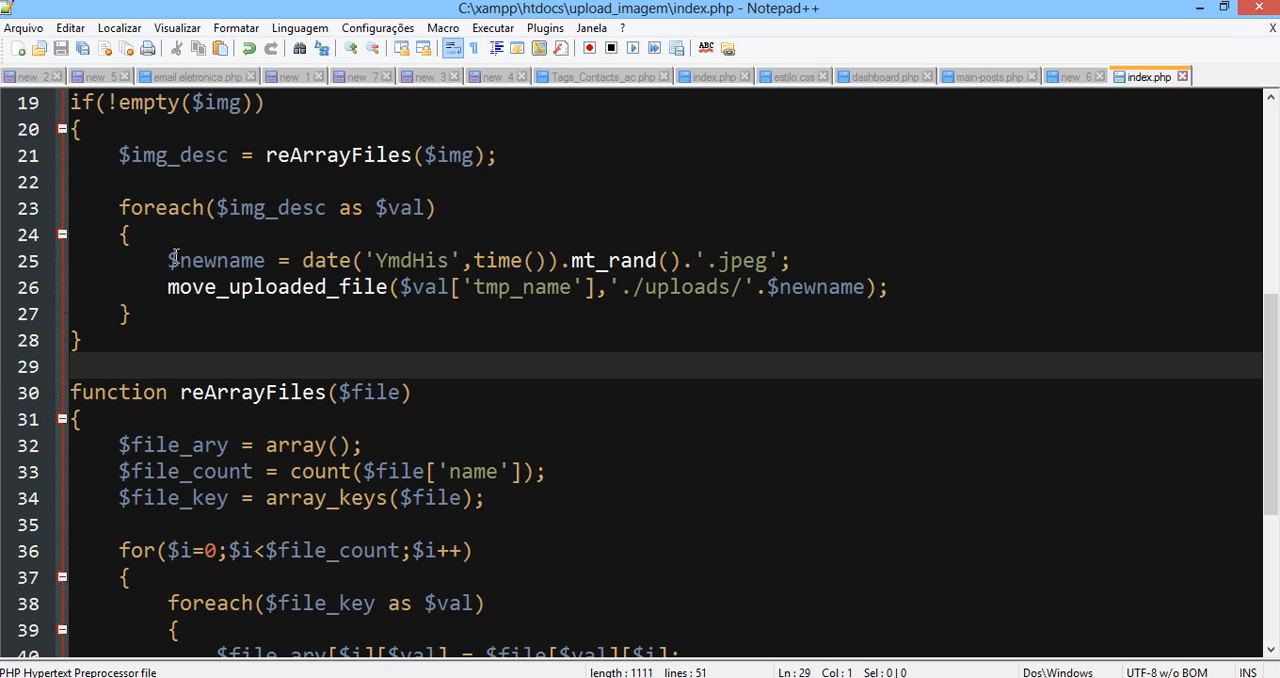 C:\xampp\htdocs\upload_imagem\index.php - Notepad++
Arquivo Editar Localizar Visualizar Formatar Linguagem Configurações Macro Executar Plugins Janela ? X
new 2 new 5 email eletronica.php new 1 new 7 new 3 new 4 Tags_Contacts_ac.php index.php estilo.css dashboard.php main-posts.php new 6 index.php
19 if(!empty($img))
20 {
21 $img_desc = reArrayFiles($img);
22
23 foreach($img_desc as $val)
24 {
25 $newname = date('YmdHis',time()).mt_rand().'.jpeg';
26 move_uploaded_file($val['tmp_name'],'./uploads/'.$newname);
27 }
28 }
29
30 function reArrayFiles($file)
31 {
32 $file_ary = array();
33 $file_count = count($file['name']);
34 $file_key = array_keys($file);
35
36 for($i=0;$i<$file_count;$i++)
37 {
38 foreach($file_key as $val)
39 {
40 $file_ary[$i][$val] = $file[$val][$i];
PHP Hypertext Preprocessor file length : 1111 lines : 51 Ln : 29 Col : 1 Sel : 0 | 0 Dos\Windows UTF-8 w/o BOM INS